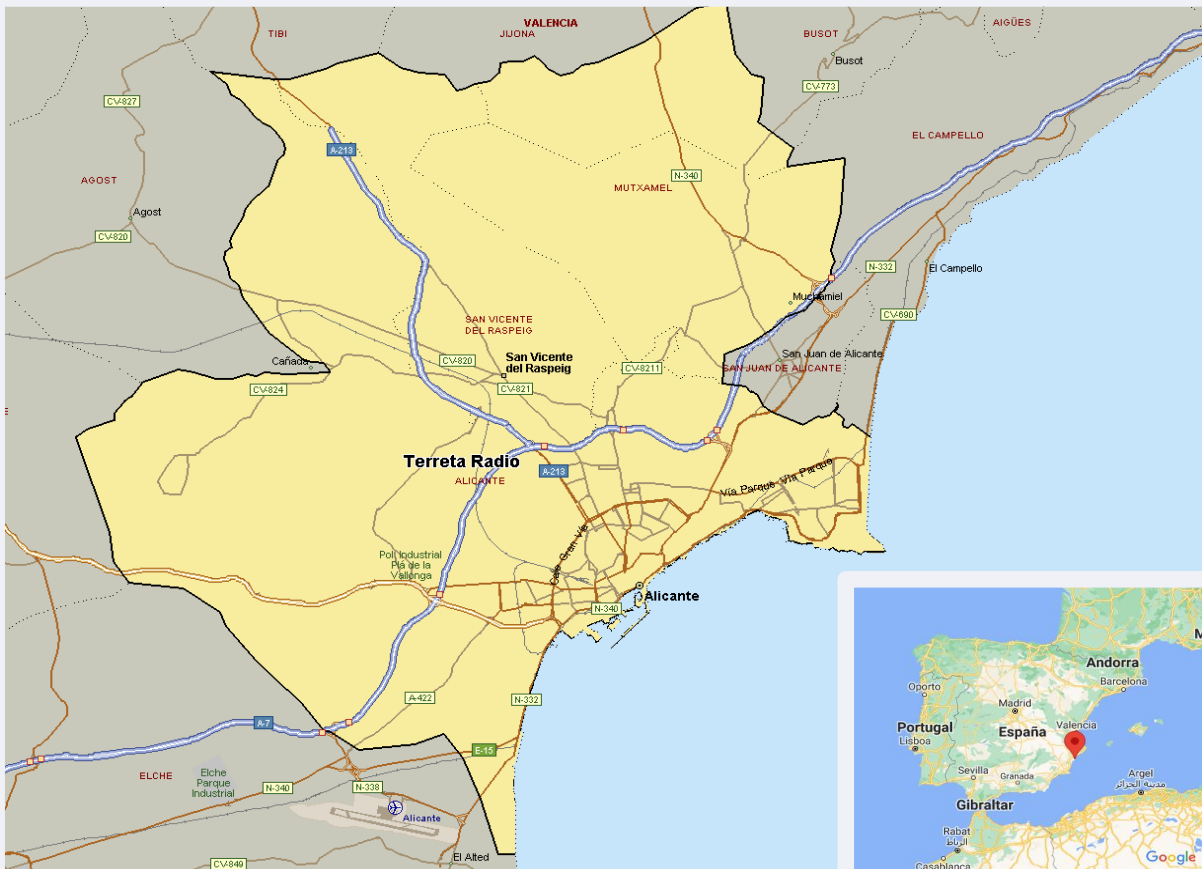 VALENCIA
TIBI
JIJONA
BUSOT
AIGÜES
Busot
CV-827
CV-773
EL CAMPELLO
A-213
AGOST
MUTXAMEL
N-340
Agost
CV-820
N-332
El Campello
Muchamiel
CV-690
SAN VICENTE
DEL RASPEIG
San Vicente
del Raspeig
Cañada
CV-820
CV-821
CV-8211
San Juan de Alicante
SAN JUAN DE ALICANTE
CV-824
Terreta Radio
A-213
ALICANTE
Vía Parque
Vía Parque
Gran Vía
Pol. Industrial
Plá de la
Vallonga
N-340
Alicante
A-422
N-332
A-7
E-15
ELCHE
Elche
Parque
Industrial
N-340
N-338
Alicante
CV-849
El Alted
Andorra
Oporto
Barcelona
Madrid
Portugal
España
Valencia
Lisboa
Sevilla
Granada
Argel
مدينة الجزائر
Gibraltar
Rabat
الرباط
Casablanca
Google